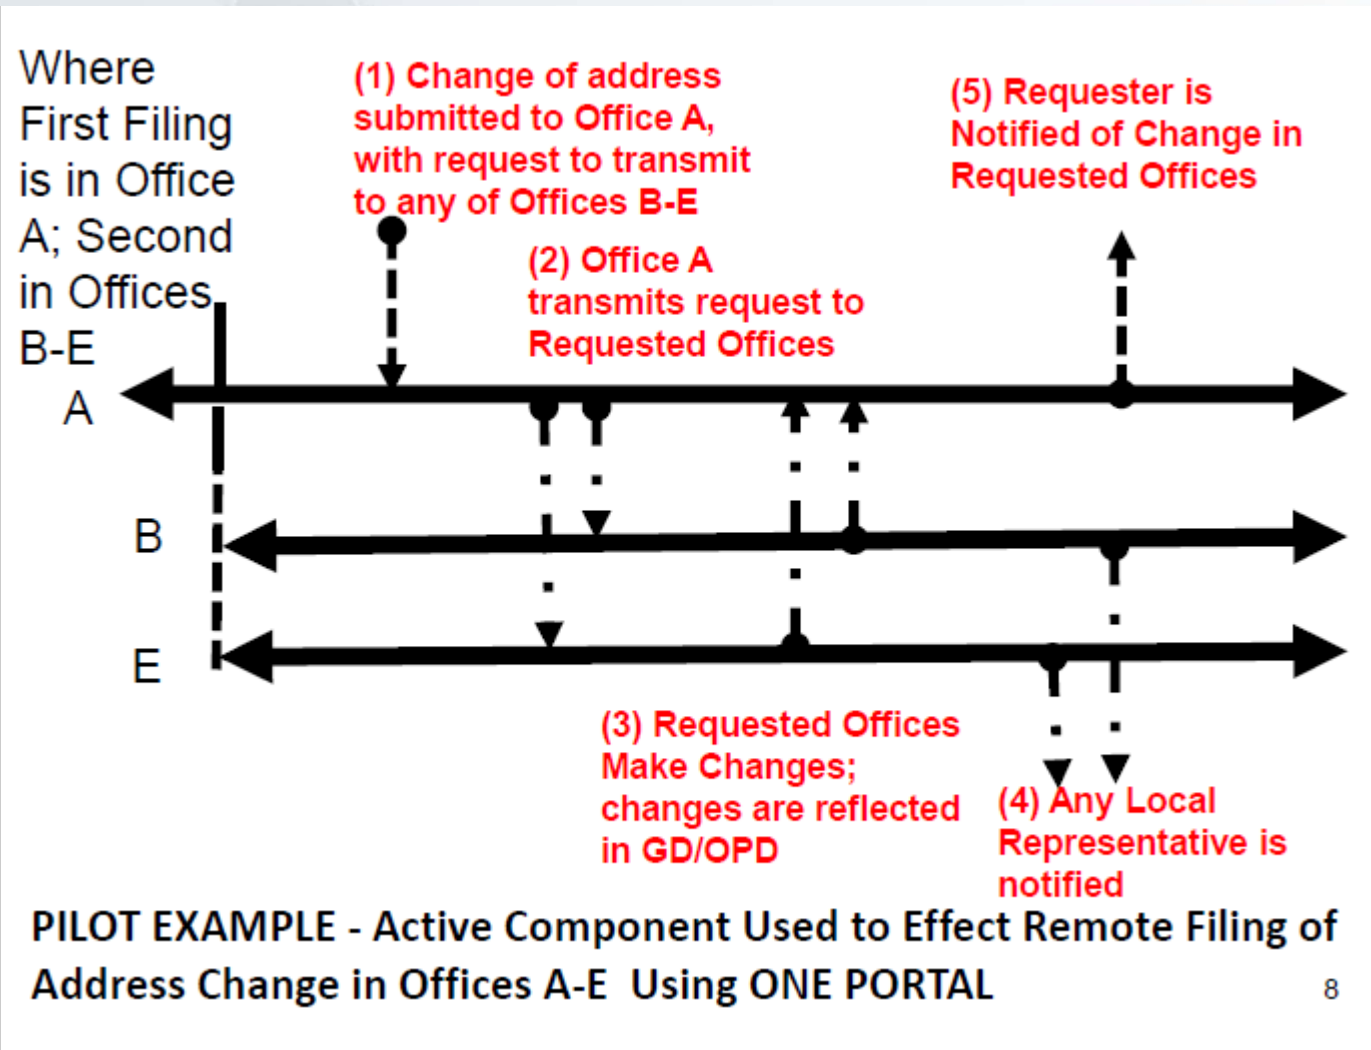 Where
First Filing
is in Office
A; Second
in Offices
B-E
(1) Change of address
submitted to Office A,
with request to transmit
to any of Offices B-E
(2) Office A
transmits request to
Requested Offices
(5) Requester is
Notified of Change in
Requested Offices
A
B
E
(3) Requested Offices
Make Changes;
changes are reflected
in GD/OPD
(4) Any Local
Representative is
notified
PILOT EXAMPLE - Active Component Used to Effect Remote Filing of
Address Change in Offices A-E  Using ONE PORTAL
8